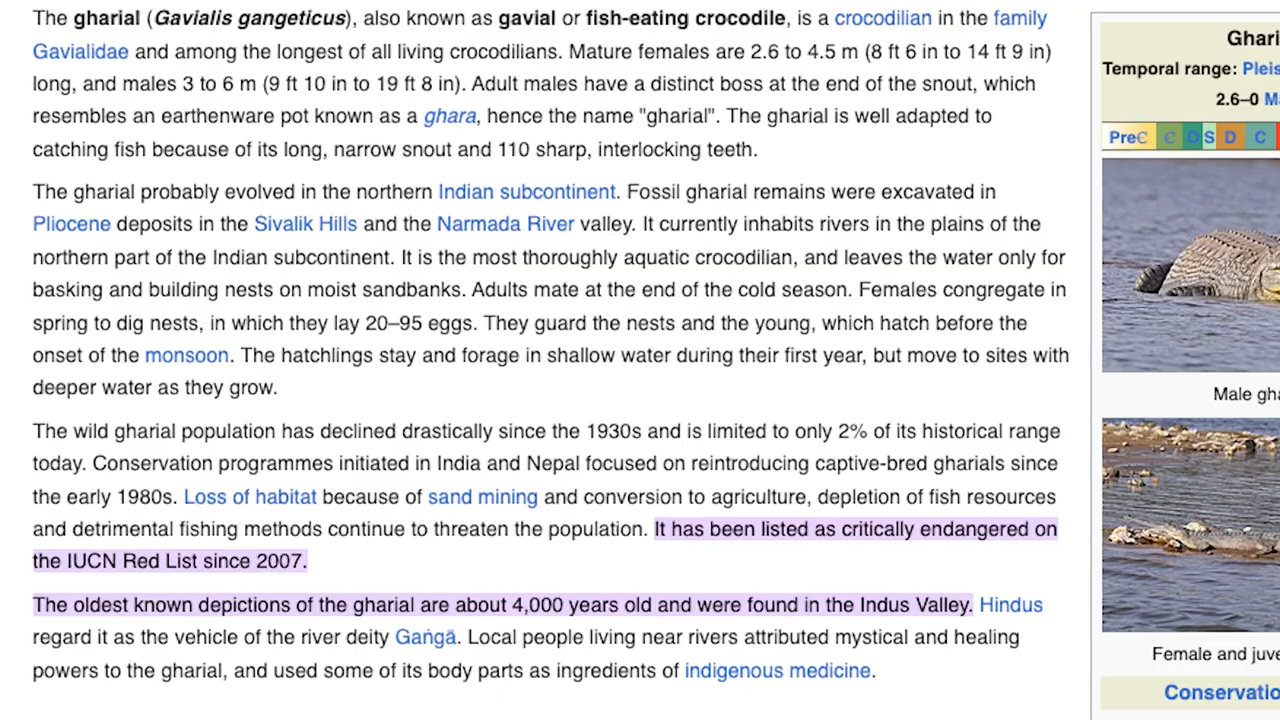 The gharial (Gavialis gangeticus), also known as gavial or fish-eating crocodile, is a crocodilian in the family
Gavialidae and among the longest of all living crocodilians. Mature females are 2.6 to 4.5 m (8 ft 6 in to 14 ft 9 in)
long, and males 3 to 6 m (9 ft 10 in to 19 ft 8 in). Adult males have a distinct boss at the end of the snout, which
resembles an earthenware pot known as a ghara, hence the name "gharial". The gharial is well adapted to
catching fish because of its long, narrow snout and 110 sharp, interlocking teeth.
The gharial probably evolved in the northern Indian subcontinent. Fossil gharial remains were excavated in
Pliocene deposits in the Sivalik Hills and the Narmada River valley. It currently inhabits rivers in the plains of the
northern part of the Indian subcontinent. It is the most thoroughly aquatic crocodilian, and leaves the water only for
basking and building nests on moist sandbanks. Adults mate at the end of the cold season. Females congregate in
spring to dig nests, in which they lay 20–95 eggs. They guard the nests and the young, which hatch before the
onset of the monsoon. The hatchlings stay and forage in shallow water during their first year, but move to sites with
deeper water as they grow.
The wild gharial population has declined drastically since the 1930s and is limited to only 2% of its historical range
today. Conservation programmes initiated in India and Nepal focused on reintroducing captive-bred gharials since
the early 1980s. Loss of habitat because of sand mining and conversion to agriculture, depletion of fish resources
and detrimental fishing methods continue to threaten the population. It has been listed as critically endangered on
the IUCN Red List since 2007.
The oldest known depictions of the gharial are about 4,000 years old and were found in the Indus Valley. Hindus
regard it as the vehicle of the river deity Gaṅgā. Local people living near rivers attributed mystical and healing
powers to the gharial, and used some of its body parts as ingredients of indigenous medicine.
Ghari
Temporal range: Pleis
2.6–0 Ma
PreꞒ Ꞓ O S D C
Male gha
Female and juve
Conservatio